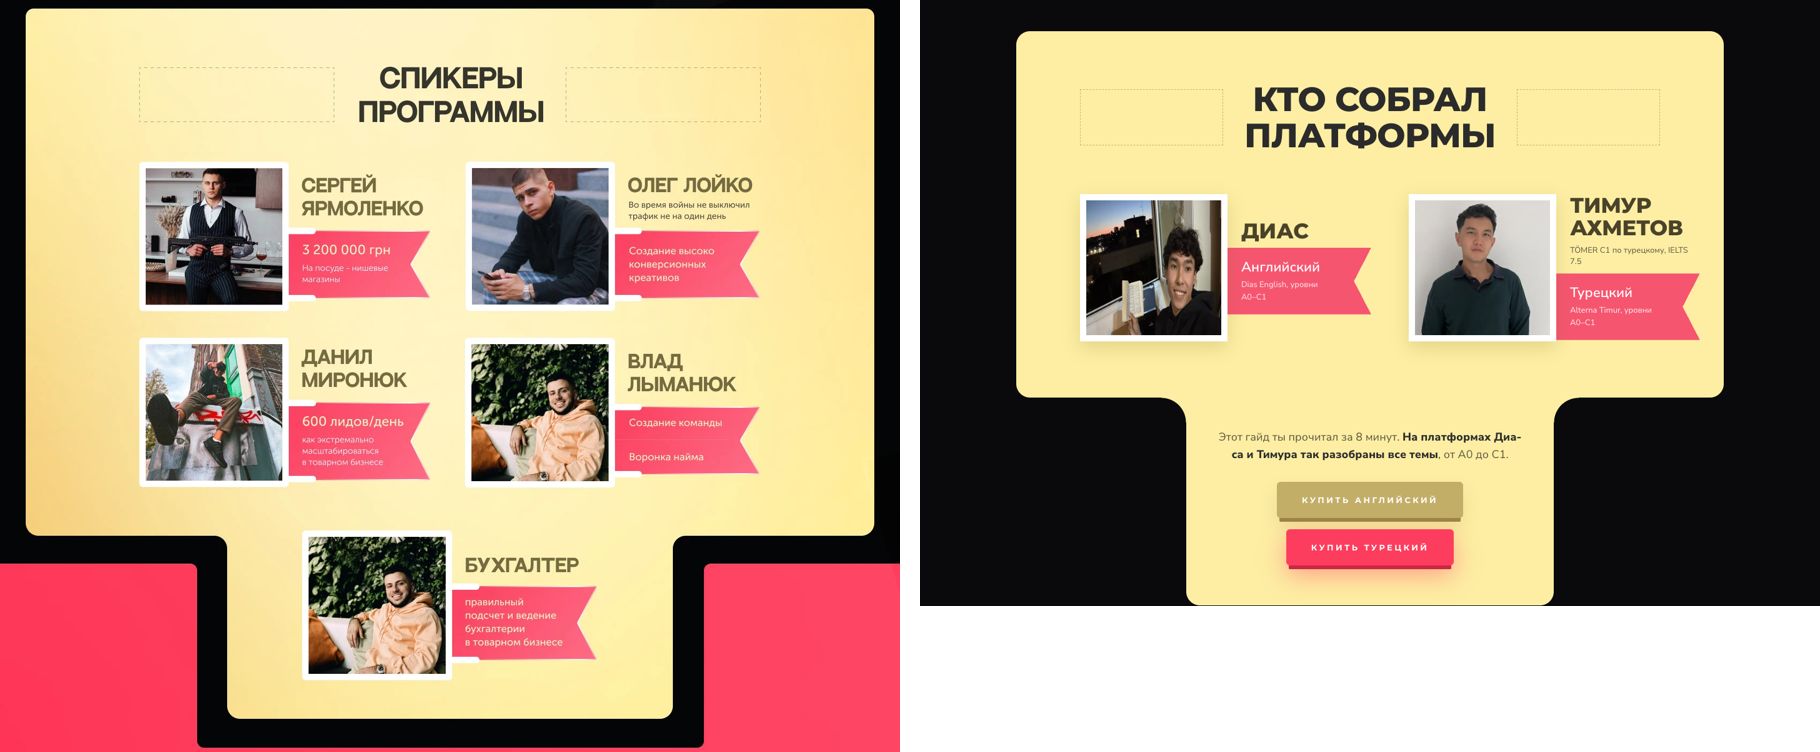 СПИКЕРЫ
ПРОГРАММЫ
СЕРГЕЙ
ЯРМОЛЕНКО
3 200 000 грн
На посуде - нишевые
магазины
ОЛЕГ ЛОЙКО
Во время войны не выключил
трафик не на один день
Создание высоко
конверсионных
креативов
ДАНИЛ
МИРОНЮК
600 лидов/день
как экстремально
масштабироваться
в товарном бизнесе
ВЛАД
ЛЫМАНЮК
Создание команды
Воронка найма
БУХГАЛТЕР
правильный
подсчет и ведение
бухгалтерии
в товарном бизнесе
КТО СОБРАЛ
ПЛАТФОРМЫ
ДИАС
Английский
Dias English, уровни
A0–C1
ТИМУР
АХМЕТОВ
TÖMER C1 по турецкому, IELTS
7.5
Турецкий
Alterna Timur, уровни
A0–C1
Этот гайд ты прочитал за 8 минут. На платформах Диа-
са и Тимура так разобраны все темы, от A0 до C1.
КУПИТЬ АНГЛИЙСКИЙ
КУПИТЬ ТУРЕЦКИЙ